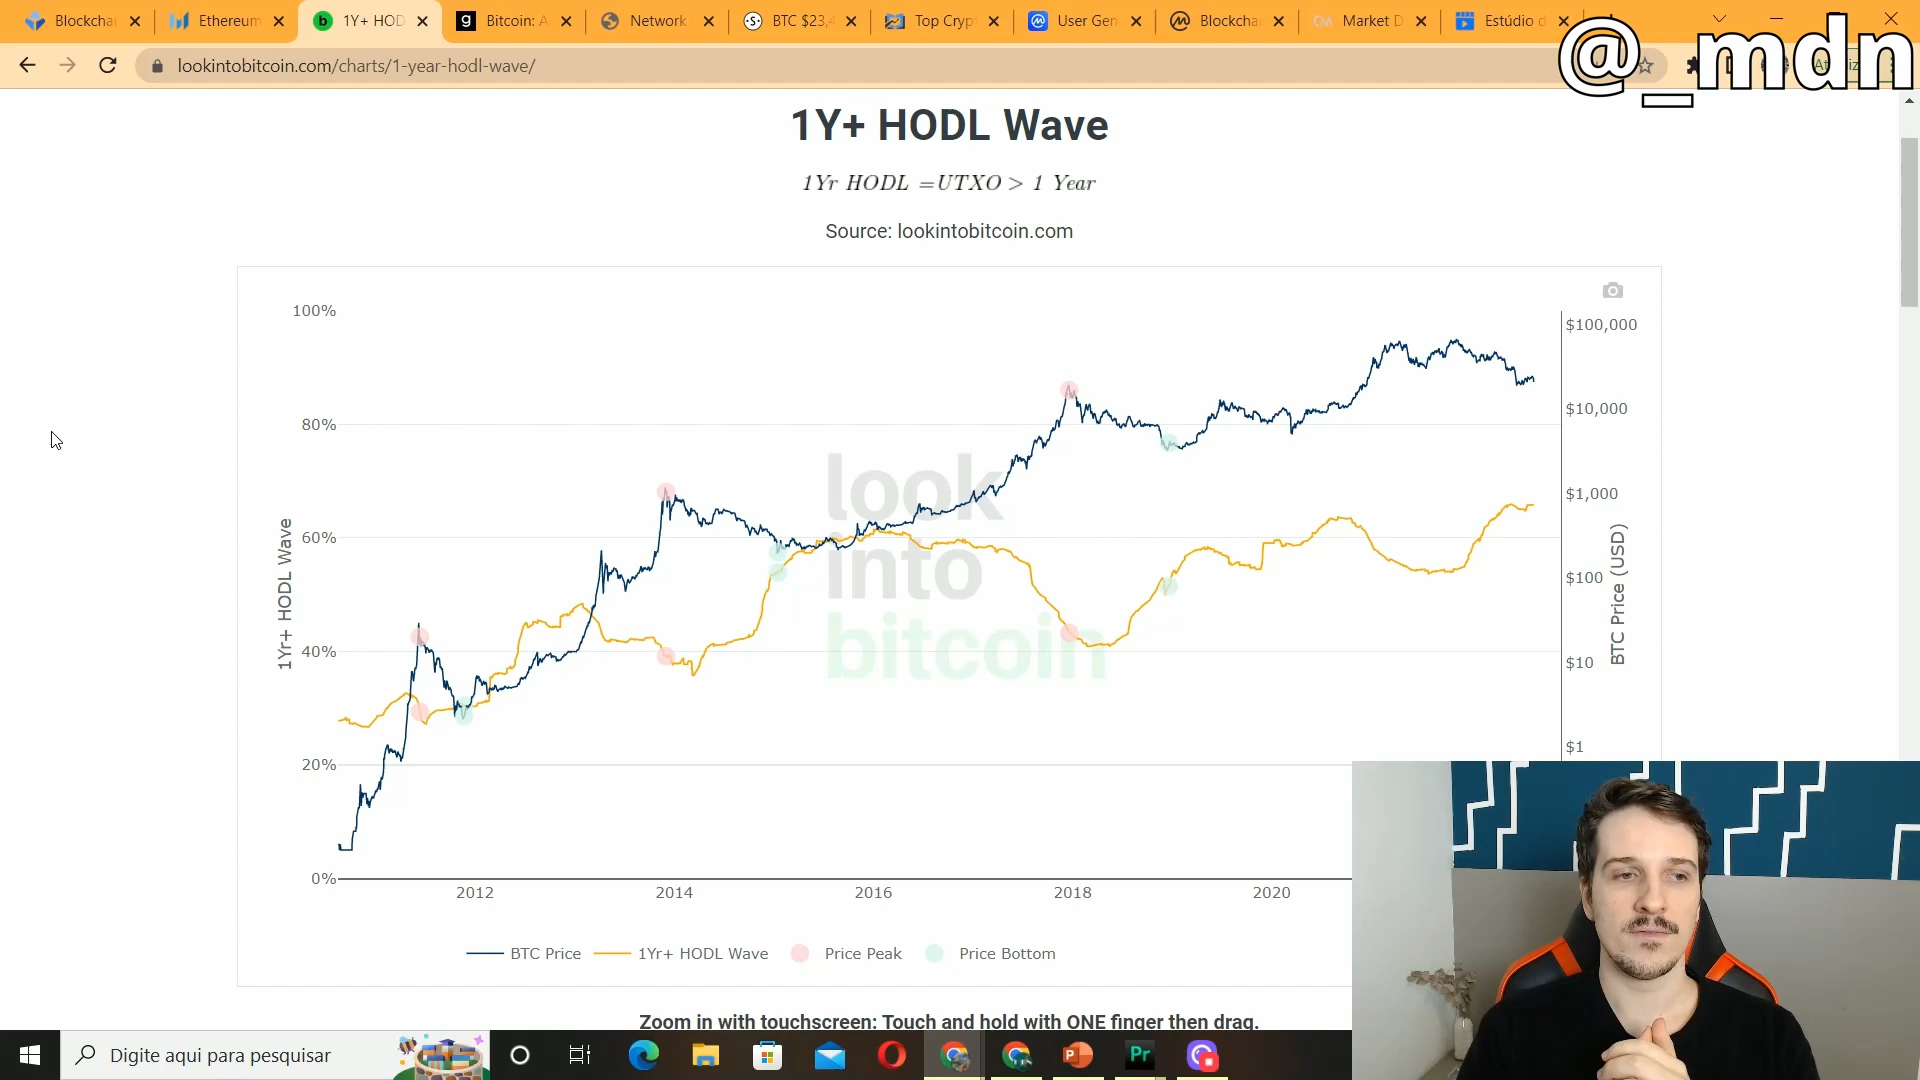 Blockchai
Ethereum
1Y+ HOD
Bitcoin: A
Network
BTC $23,4
Top Cryp
User Gen
Blockchai
Market D
Estúdio d
@_mdn
lookintobitcoin.com/charts/1-year-hodl-wave/
1Y+ HODL Wave
1Yr HODL =UTXO > 1 Year
Source: lookintobitcoin.com
100%
80%
60%
40%
20%
0%
1Yr+ HODL Wave
$100,000
$10,000
$1,000
$100
$10
$1
BTC Price (USD)
look
into
bitcoin
2012
2014
2016
2018
2020
BTC Price
1Yr+ HODL Wave
Price Peak
Price Bottom
Zoom in with touchscreen: Touch and hold with ONE finger then drag.
Digite aqui para pesquisar